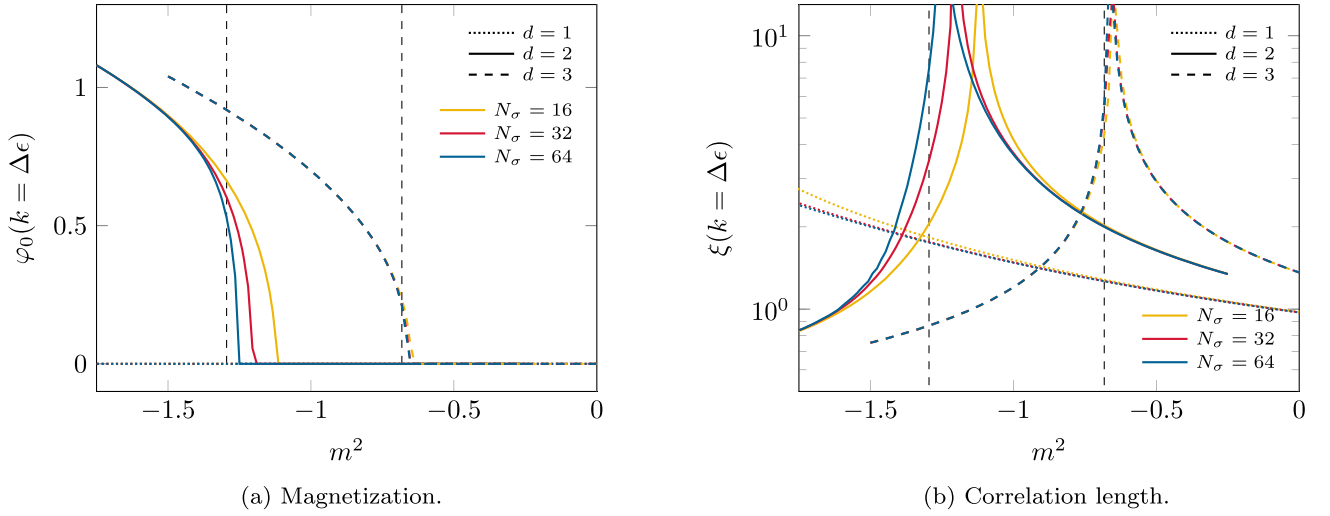 φ₀(k = Δϵ)
1
0.5
0
−1.5
−1
−0.5
0
m²
d = 1
d = 2
d = 3
Nσ = 16
Nσ = 32
Nσ = 64
(a) Magnetization.
ξ(k = Δϵ)
10¹
10⁰
−1.5
−1
−0.5
0
m²
d = 1
d = 2
d = 3
Nσ = 16
Nσ = 32
Nσ = 64
(b) Correlation length.